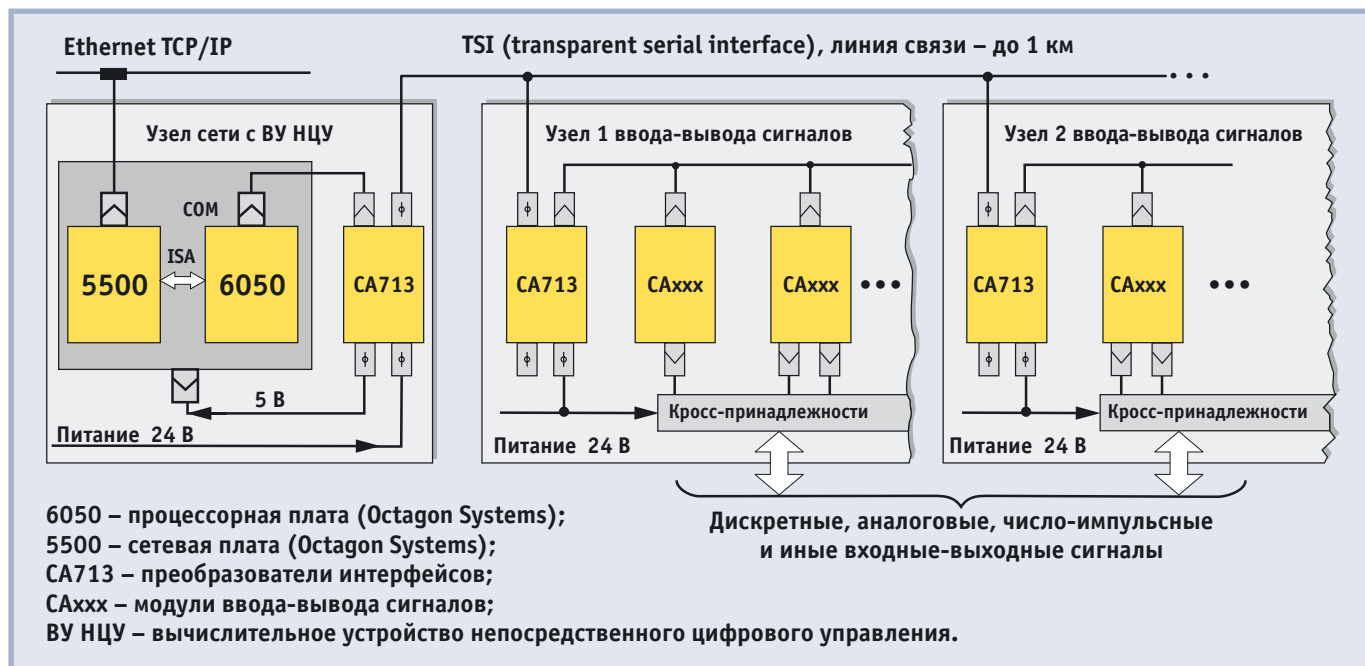 Ethernet TCP/IP
TSI (transparent serial interface), линия связи – до 1 км
Узел сети с ВУ НЦУ
COM
ISA
5500
6050
CA713
5 В
Питание 24 В
Узел 1 ввода-вывода сигналов
CA713
CAxxx
CAxxx
Кросс-принадлежности
Питание 24 В
Узел 2 ввода-вывода сигналов
CA713
CAxxx
Кросс-принадлежности
Питание 24 В
Дискретные, аналоговые, число-импульсные
и иные входные-выходные сигналы
6050 – процессорная плата (Octagon Systems);
5500 – сетевая плата (Octagon Systems);
CA713 – преобразователи интерфейсов;
CAxxx – модули ввода-вывода сигналов;
ВУ НЦУ – вычислительное устройство непосредственного цифрового управления.